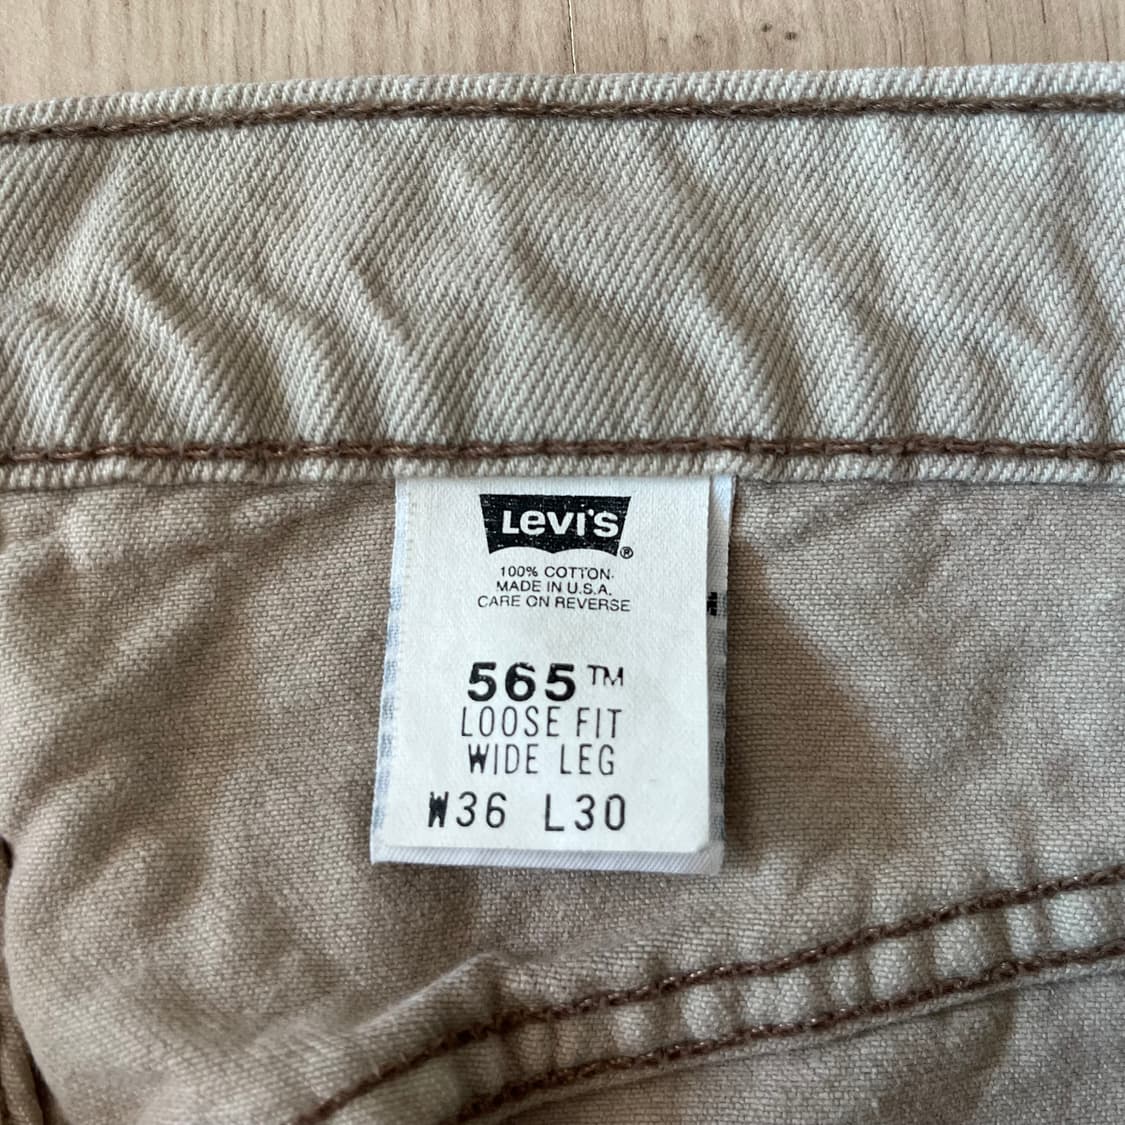 Levi's®
100% COTTON
MADE IN U.S.A.
CARE ON REVERSE
565™
LOOSE FIT
WIDE LEG
W36 L30